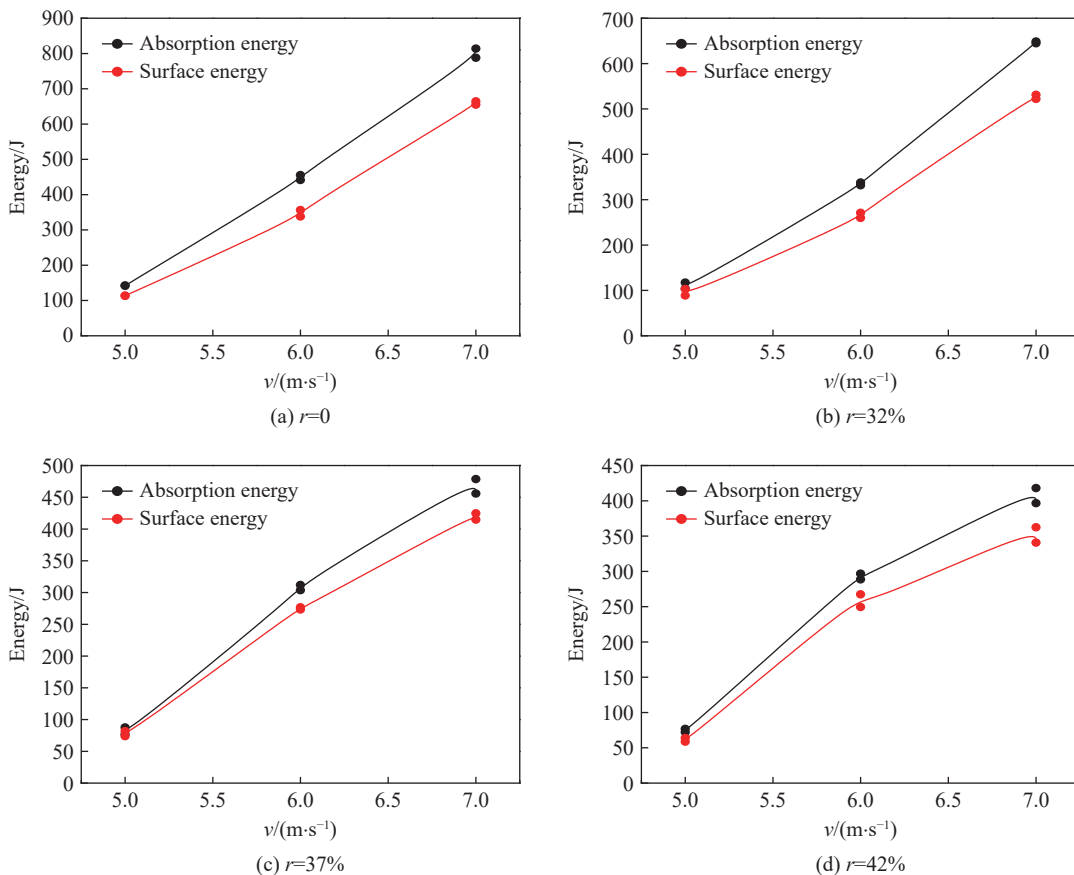 900
800
700
600
500
400
300
200
100
0
Energy/J
Absorption energy
Surface energy
5.0 5.5 6.0 6.5 7.0
v/(m·s⁻¹)
(a) r=0
700
600
500
400
300
200
100
0
Energy/J
Absorption energy
Surface energy
5.0 5.5 6.0 6.5 7.0
v/(m·s⁻¹)
(b) r=32%
500
450
400
350
300
250
200
150
100
50
0
Energy/J
Absorption energy
Surface energy
5.0 5.5 6.0 6.5 7.0
v/(m·s⁻¹)
(c) r=37%
450
400
350
300
250
200
150
100
50
0
Energy/J
Absorption energy
Surface energy
5.0 5.5 6.0 6.5 7.0
v/(m·s⁻¹)
(d) r=42%